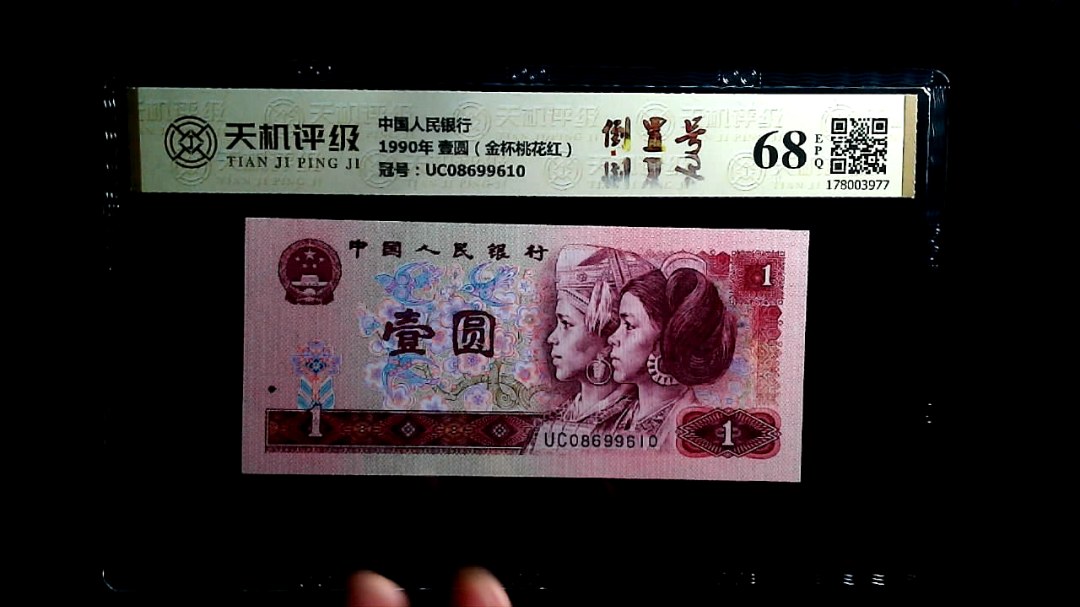 天机评级
TIAN JI PING JI
中国人民银行
1990年 壹圆（金杯桃花红）
冠号：UC08699610
倒置号
68
EPQ
178003977
中国人民银行
1
壹圆
1
UC08699610
1